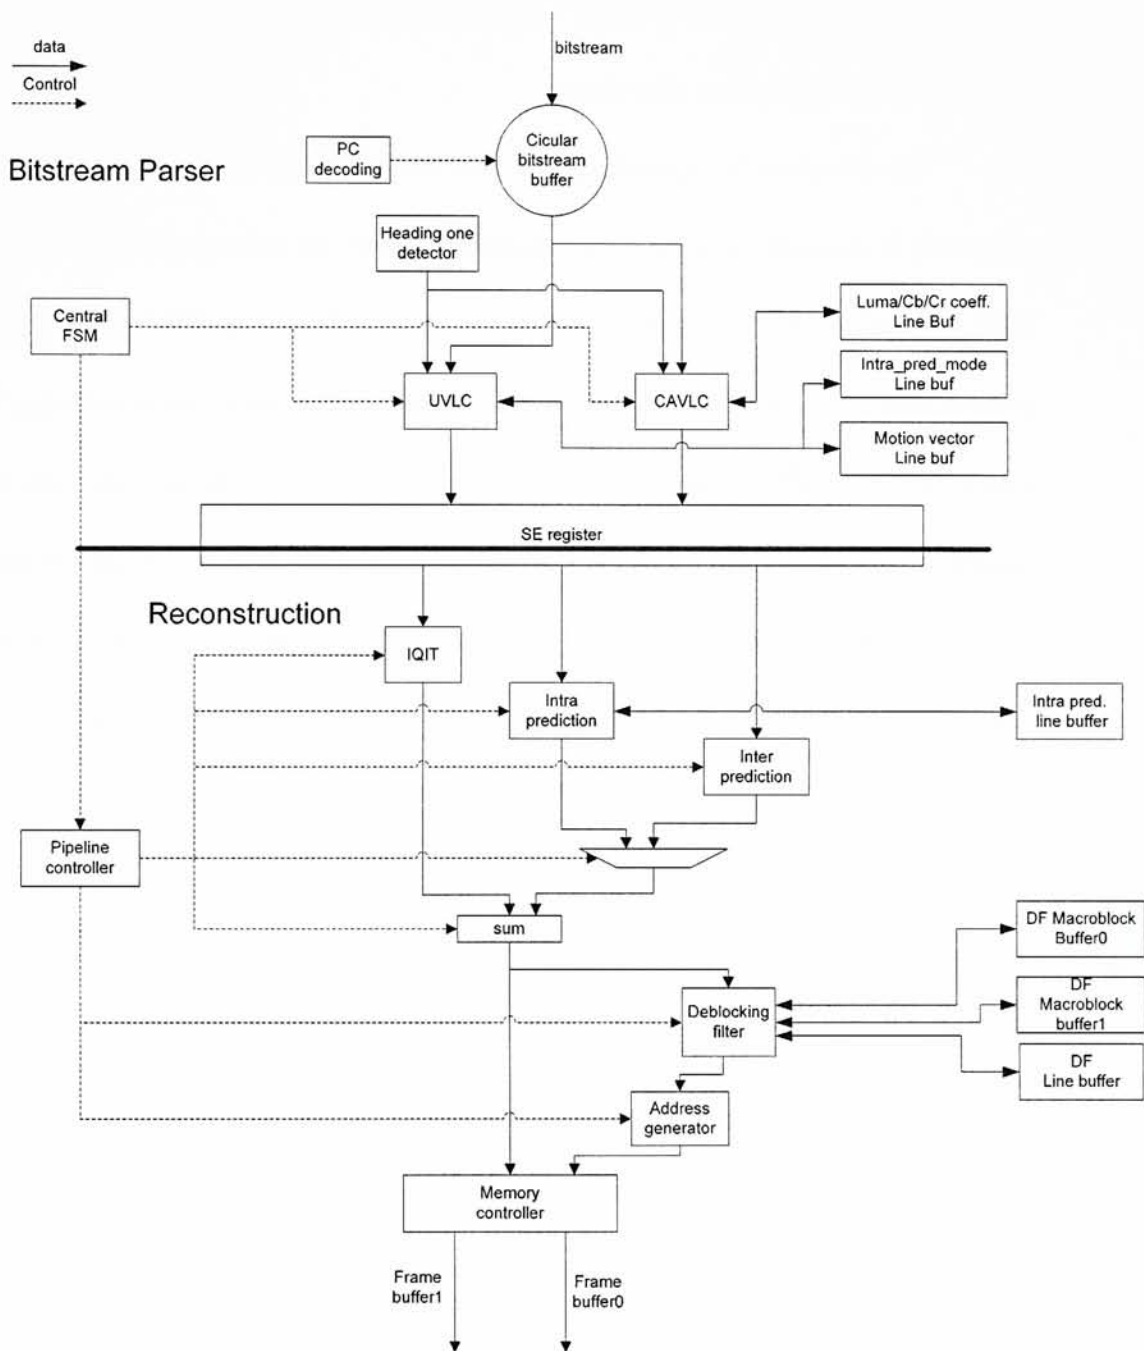 data
Control
bitstream
Bitstream Parser
PC
decoding
Cicular
bitstream
buffer
Heading one
detector
Central
FSM
Luma/Cb/Cr coeff.
Line Buf
Intra_pred_mode
Line buf
UVLC
CAVLC
Motion vector
Line buf
SE register
Reconstruction
IQIT
Intra
prediction
Intra pred.
line buffer
Inter
prediction
Pipeline
controller
sum
DF Macroblock
Buffer0
DF
Macroblock
buffer1
Deblocking
filter
DF
Line buffer
Address
generator
Memory
controller
Frame
buffer1
Frame
buffer0